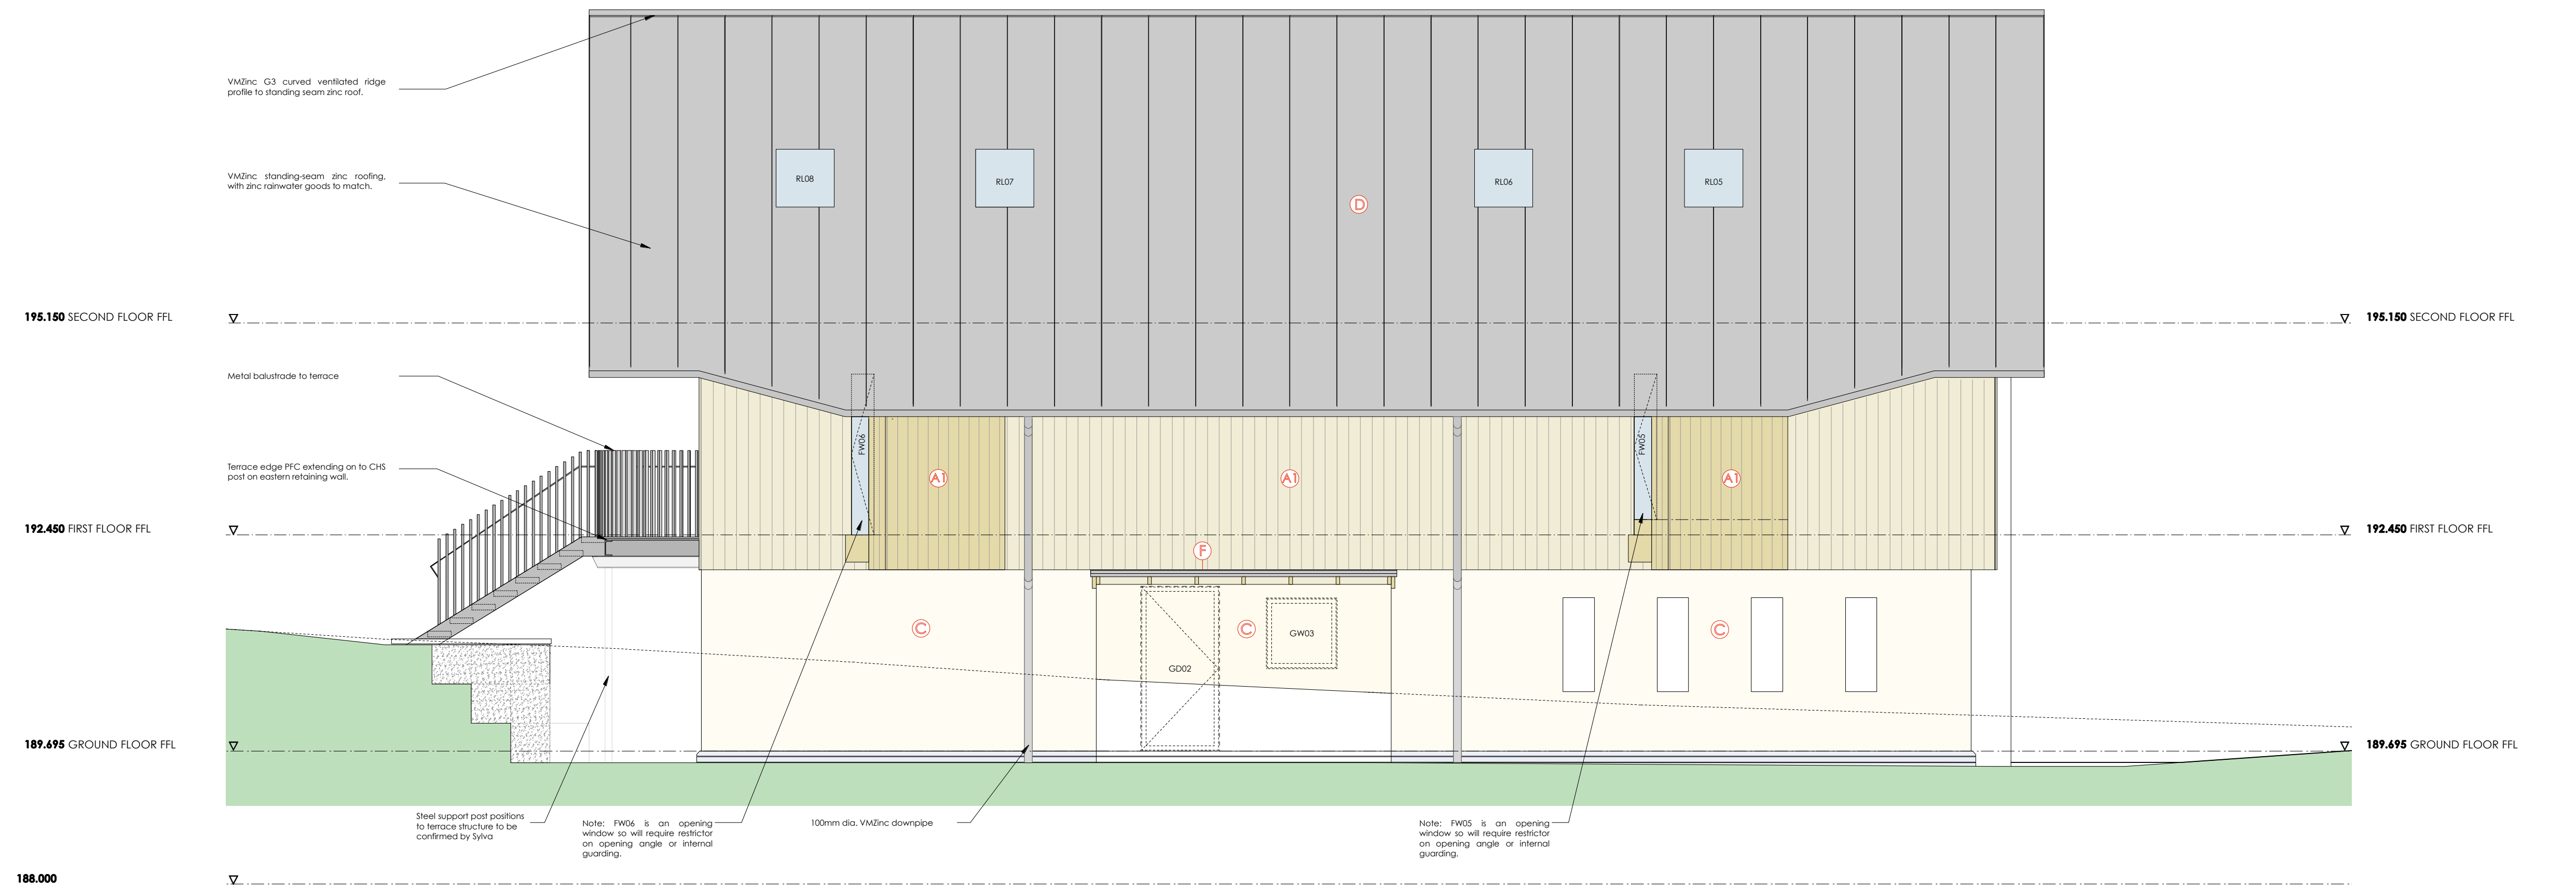 VMZinc G3 curved ventilated ridge
profile to standing seam zinc roof.
VMZinc standing-seam zinc roofing,
with zinc rainwater goods to match.
RL08
RL07
RL06
RL05
D
195.150 SECOND FLOOR FFL
195.150 SECOND FLOOR FFL
Metal balustrade to terrace
Terrace edge PFC extending on to CHS
post on eastern retaining wall.
FW06
FW05
A1
A1
A1
192.450 FIRST FLOOR FFL
192.450 FIRST FLOOR FFL
F
C
C
C
GW03
GD02
189.695 GROUND FLOOR FFL
189.695 GROUND FLOOR FFL
Steel support post positions
to terrace structure to be
confirmed by Sylva
Note: FW06 is an opening
window so will require restrictor
on opening angle or internal
guarding.
100mm dia. VMZinc downpipe
Note: FW05 is an opening
window so will require restrictor
on opening angle or internal
guarding.
188.000